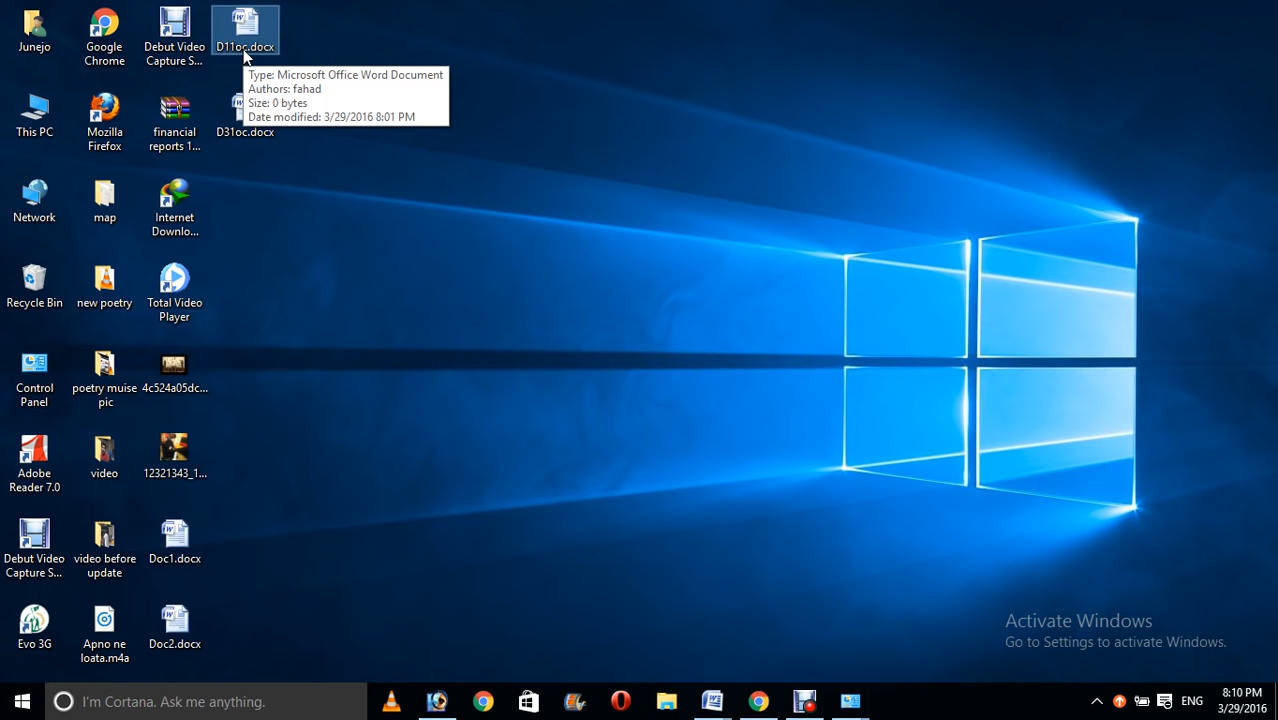 Junejo
Google
Chrome
Debut Video
Capture S...
D11oc.docx
Type: Microsoft Office Word Document
Authors: fahad
Size: 0 bytes
Date modified: 3/29/2016 8:01 PM
This PC
Mozilla
Firefox
financial
reports 1...
D31oc.docx
Network
map
Internet
Downlo...
Recycle Bin
new poetry
Total Video
Player
Control
Panel
poetry muise
pic
4c524a05dc...
Adobe
Reader 7.0
video
12321343_1...
Debut Video
Capture S...
video before
update
Doc1.docx
Evo 3G
Apno ne
loata.m4a
Doc2.docx
Activate Windows
Go to Settings to activate Windows.
I'm Cortana. Ask me anything.
ENG
8:10 PM
3/29/2016